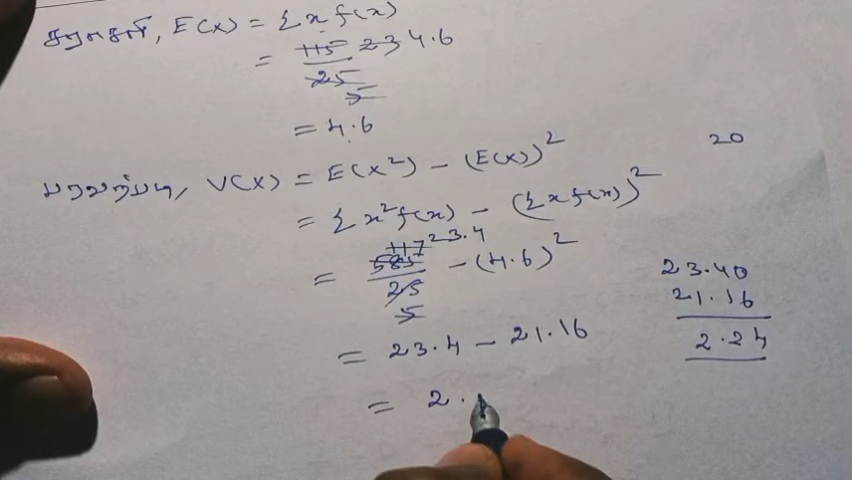 சராசரி, E(X) = Σx f(x)
= 115 23 4.6
25
5
= 4.6
20
பரவற்படி, V(X) = E(X²) - (E(X))²
= Σx² f(x) - (Σx f(x))²
117 23.4
= 585 - (4.6)²
25
5
23.40
21.16
2.24
= 23.4 - 21.16
= 2.